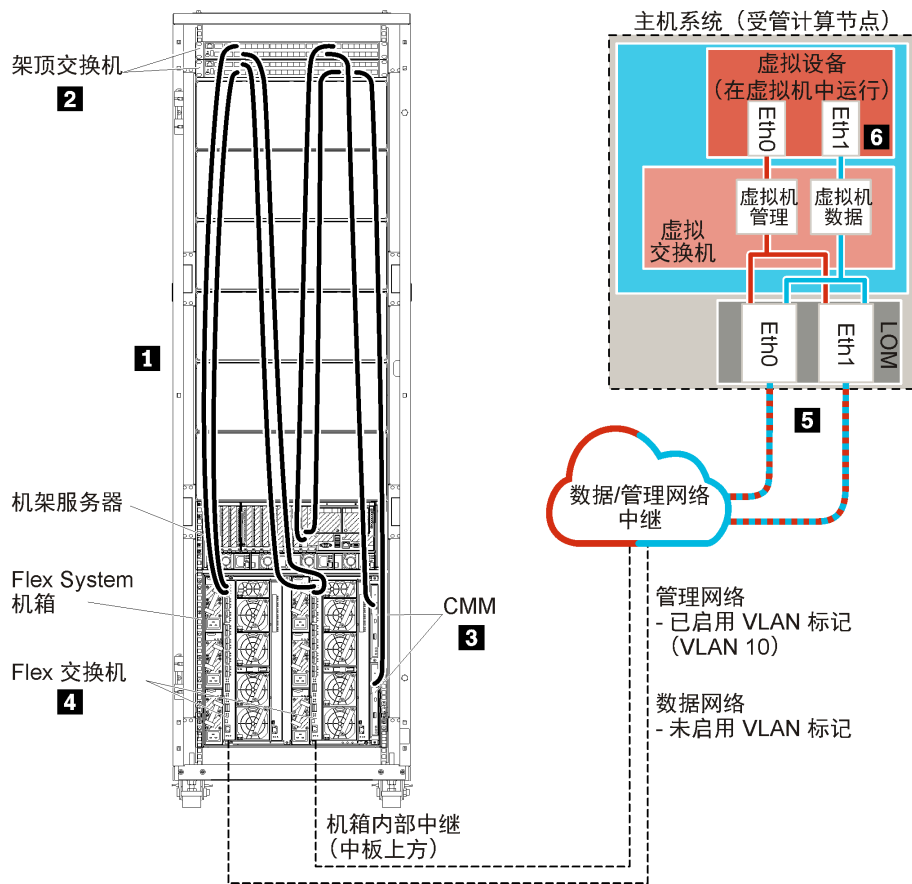 架顶交换机
2
1
机架服务器
Flex System
机箱
Flex 交换机
4
CMM
3
机箱内部中继
（中板上方）
主机系统（受管计算节点）
虚拟设备
（在虚拟机中运行）
Eth0
Eth1
6
虚拟机
管理
虚拟机
数据
虚拟
交换机
Eth0
Eth1
LOM
5
数据/管理网络
中继
管理网络
- 已启用 VLAN 标记
（VLAN 10）
数据网络
- 未启用 VLAN 标记